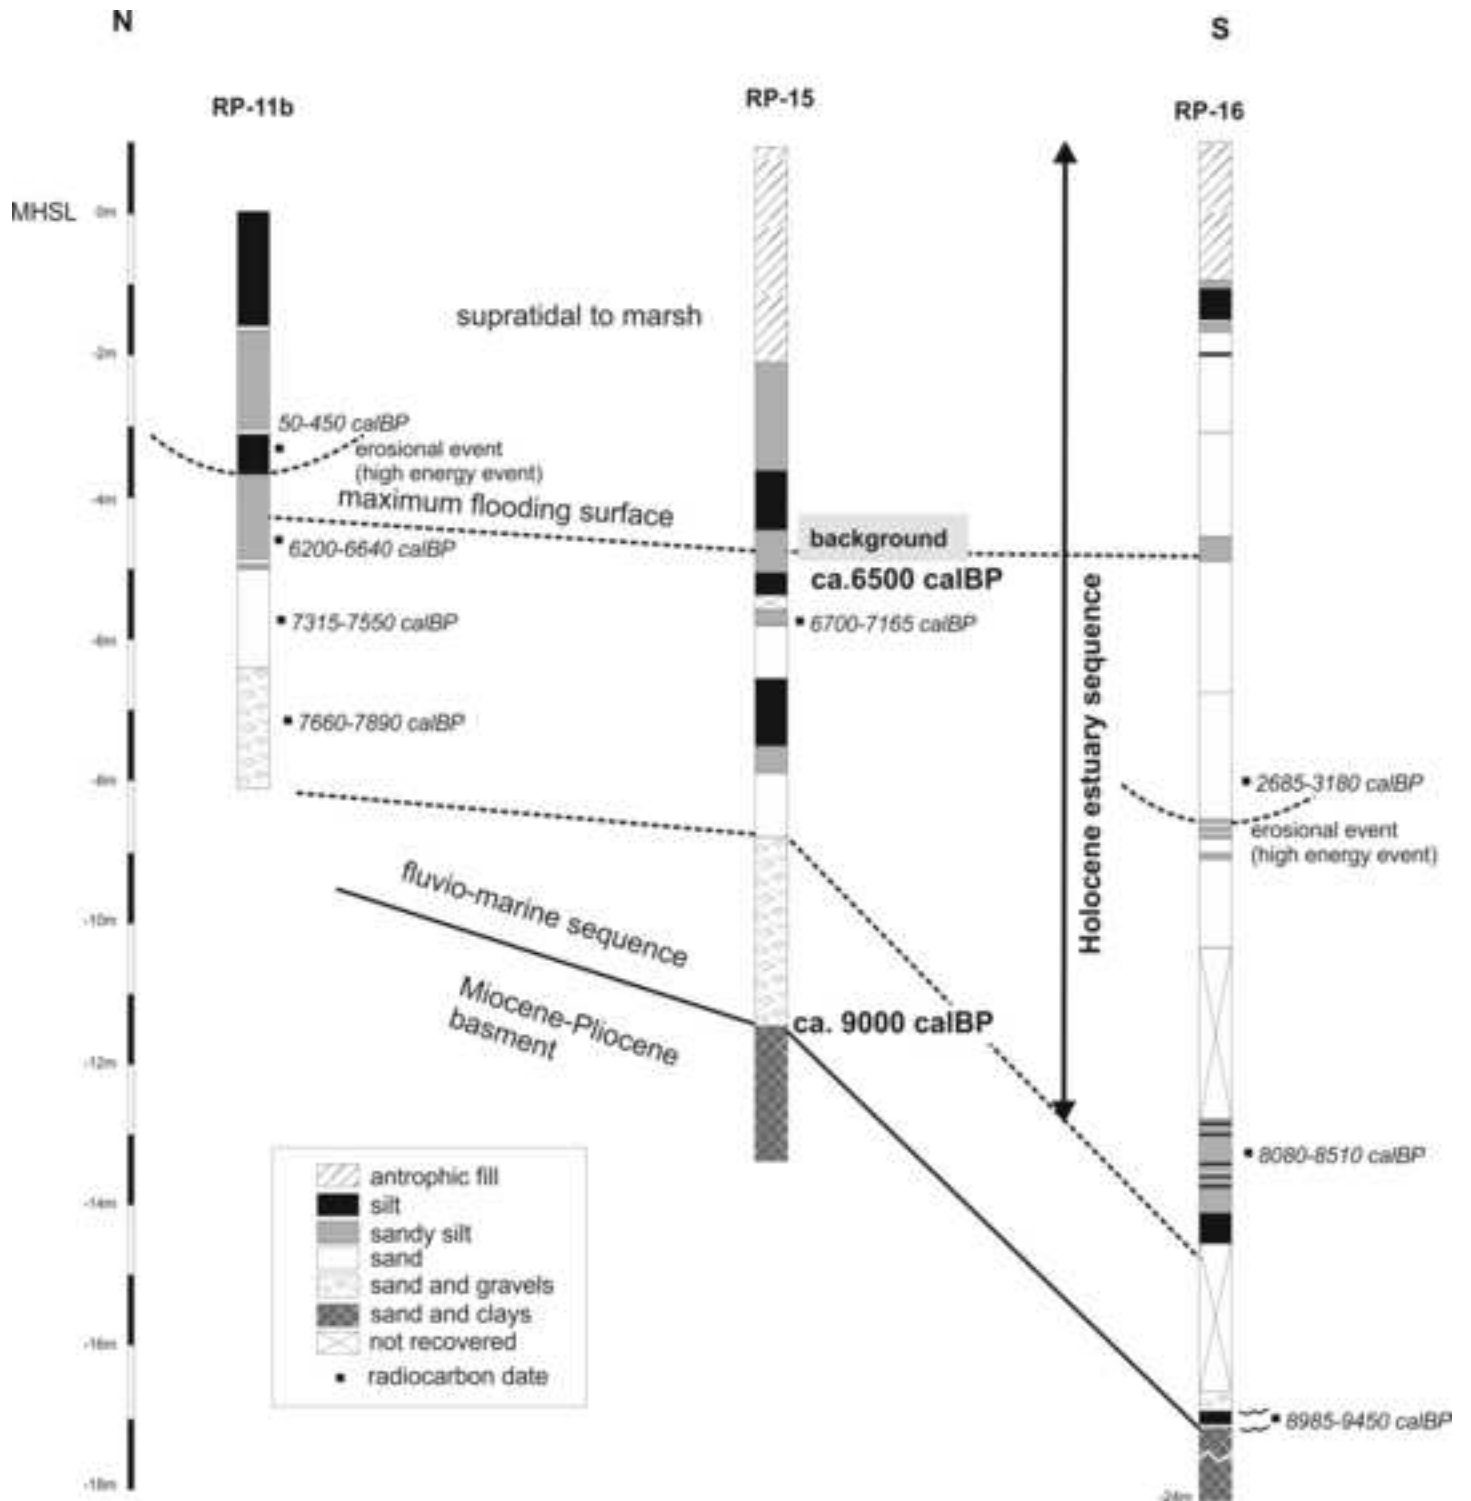 N
S
RP-11b
RP-15
RP-16
MHSL
0m
-2m
-4m
-6m
-8m
-10m
-12m
-14m
-16m
-18m
supratidal to marsh
50-450 calBP
erosional event
(high energy event)
maximum flooding surface
6200-6640 calBP
7315-7550 calBP
7660-7890 calBP
background
ca.6500 calBP
6700-7165 calBP
Holocene estuary sequence
2685-3180 calBP
erosional event
(high energy event)
fluvio-marine sequence
Miocene-Pliocene
basment
ca. 9000 calBP
8080-8510 calBP
8985-9450 calBP
-24m
antrophic fill
silt
sandy silt
sand
sand and gravels
sand and clays
not recovered
radiocarbon date